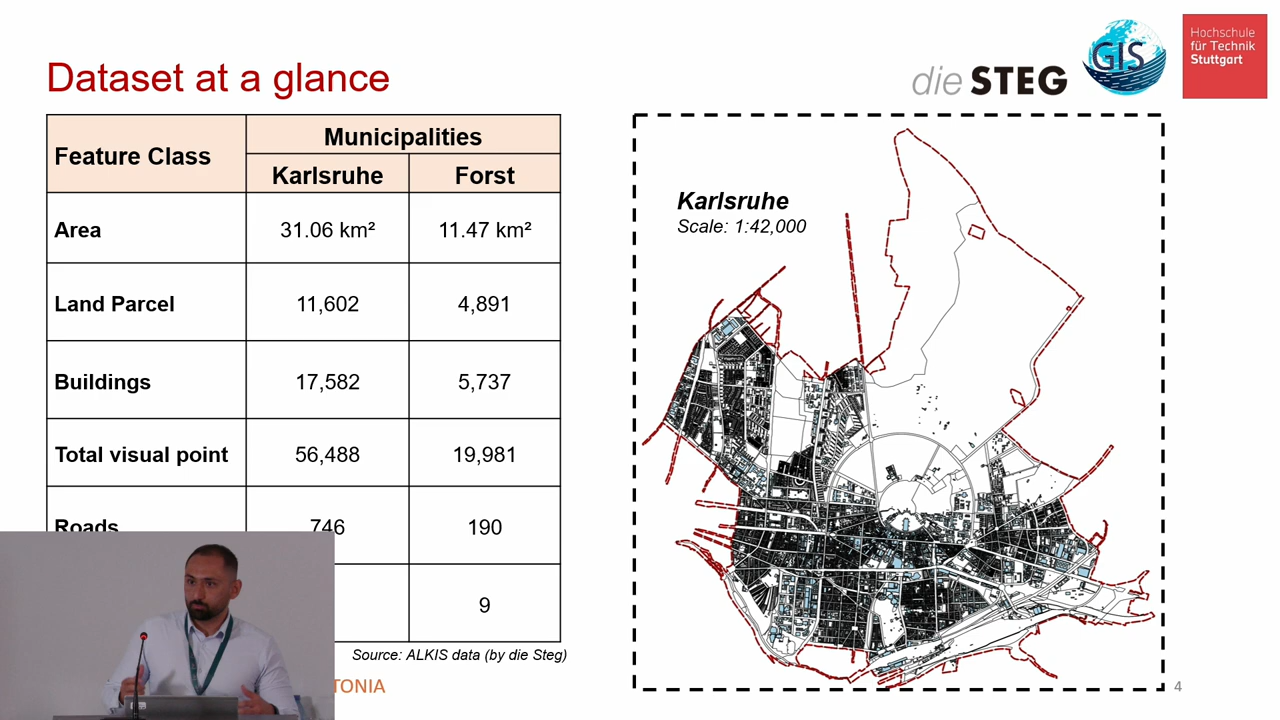 Dataset at a glance
die STEG
GIS
Hochschule
für Technik
Stuttgart
Feature Class
Municipalities
Karlsruhe Forst
Area 31.06 km² 11.47 km²
Land Parcel 11,602 4,891
Buildings 17,582 5,737
Total visual point 56,488 19,981
Roads 746 190
9
Source: ALKIS data (by die Steg)
TONIA
Karlsruhe
Scale: 1:42,000
4